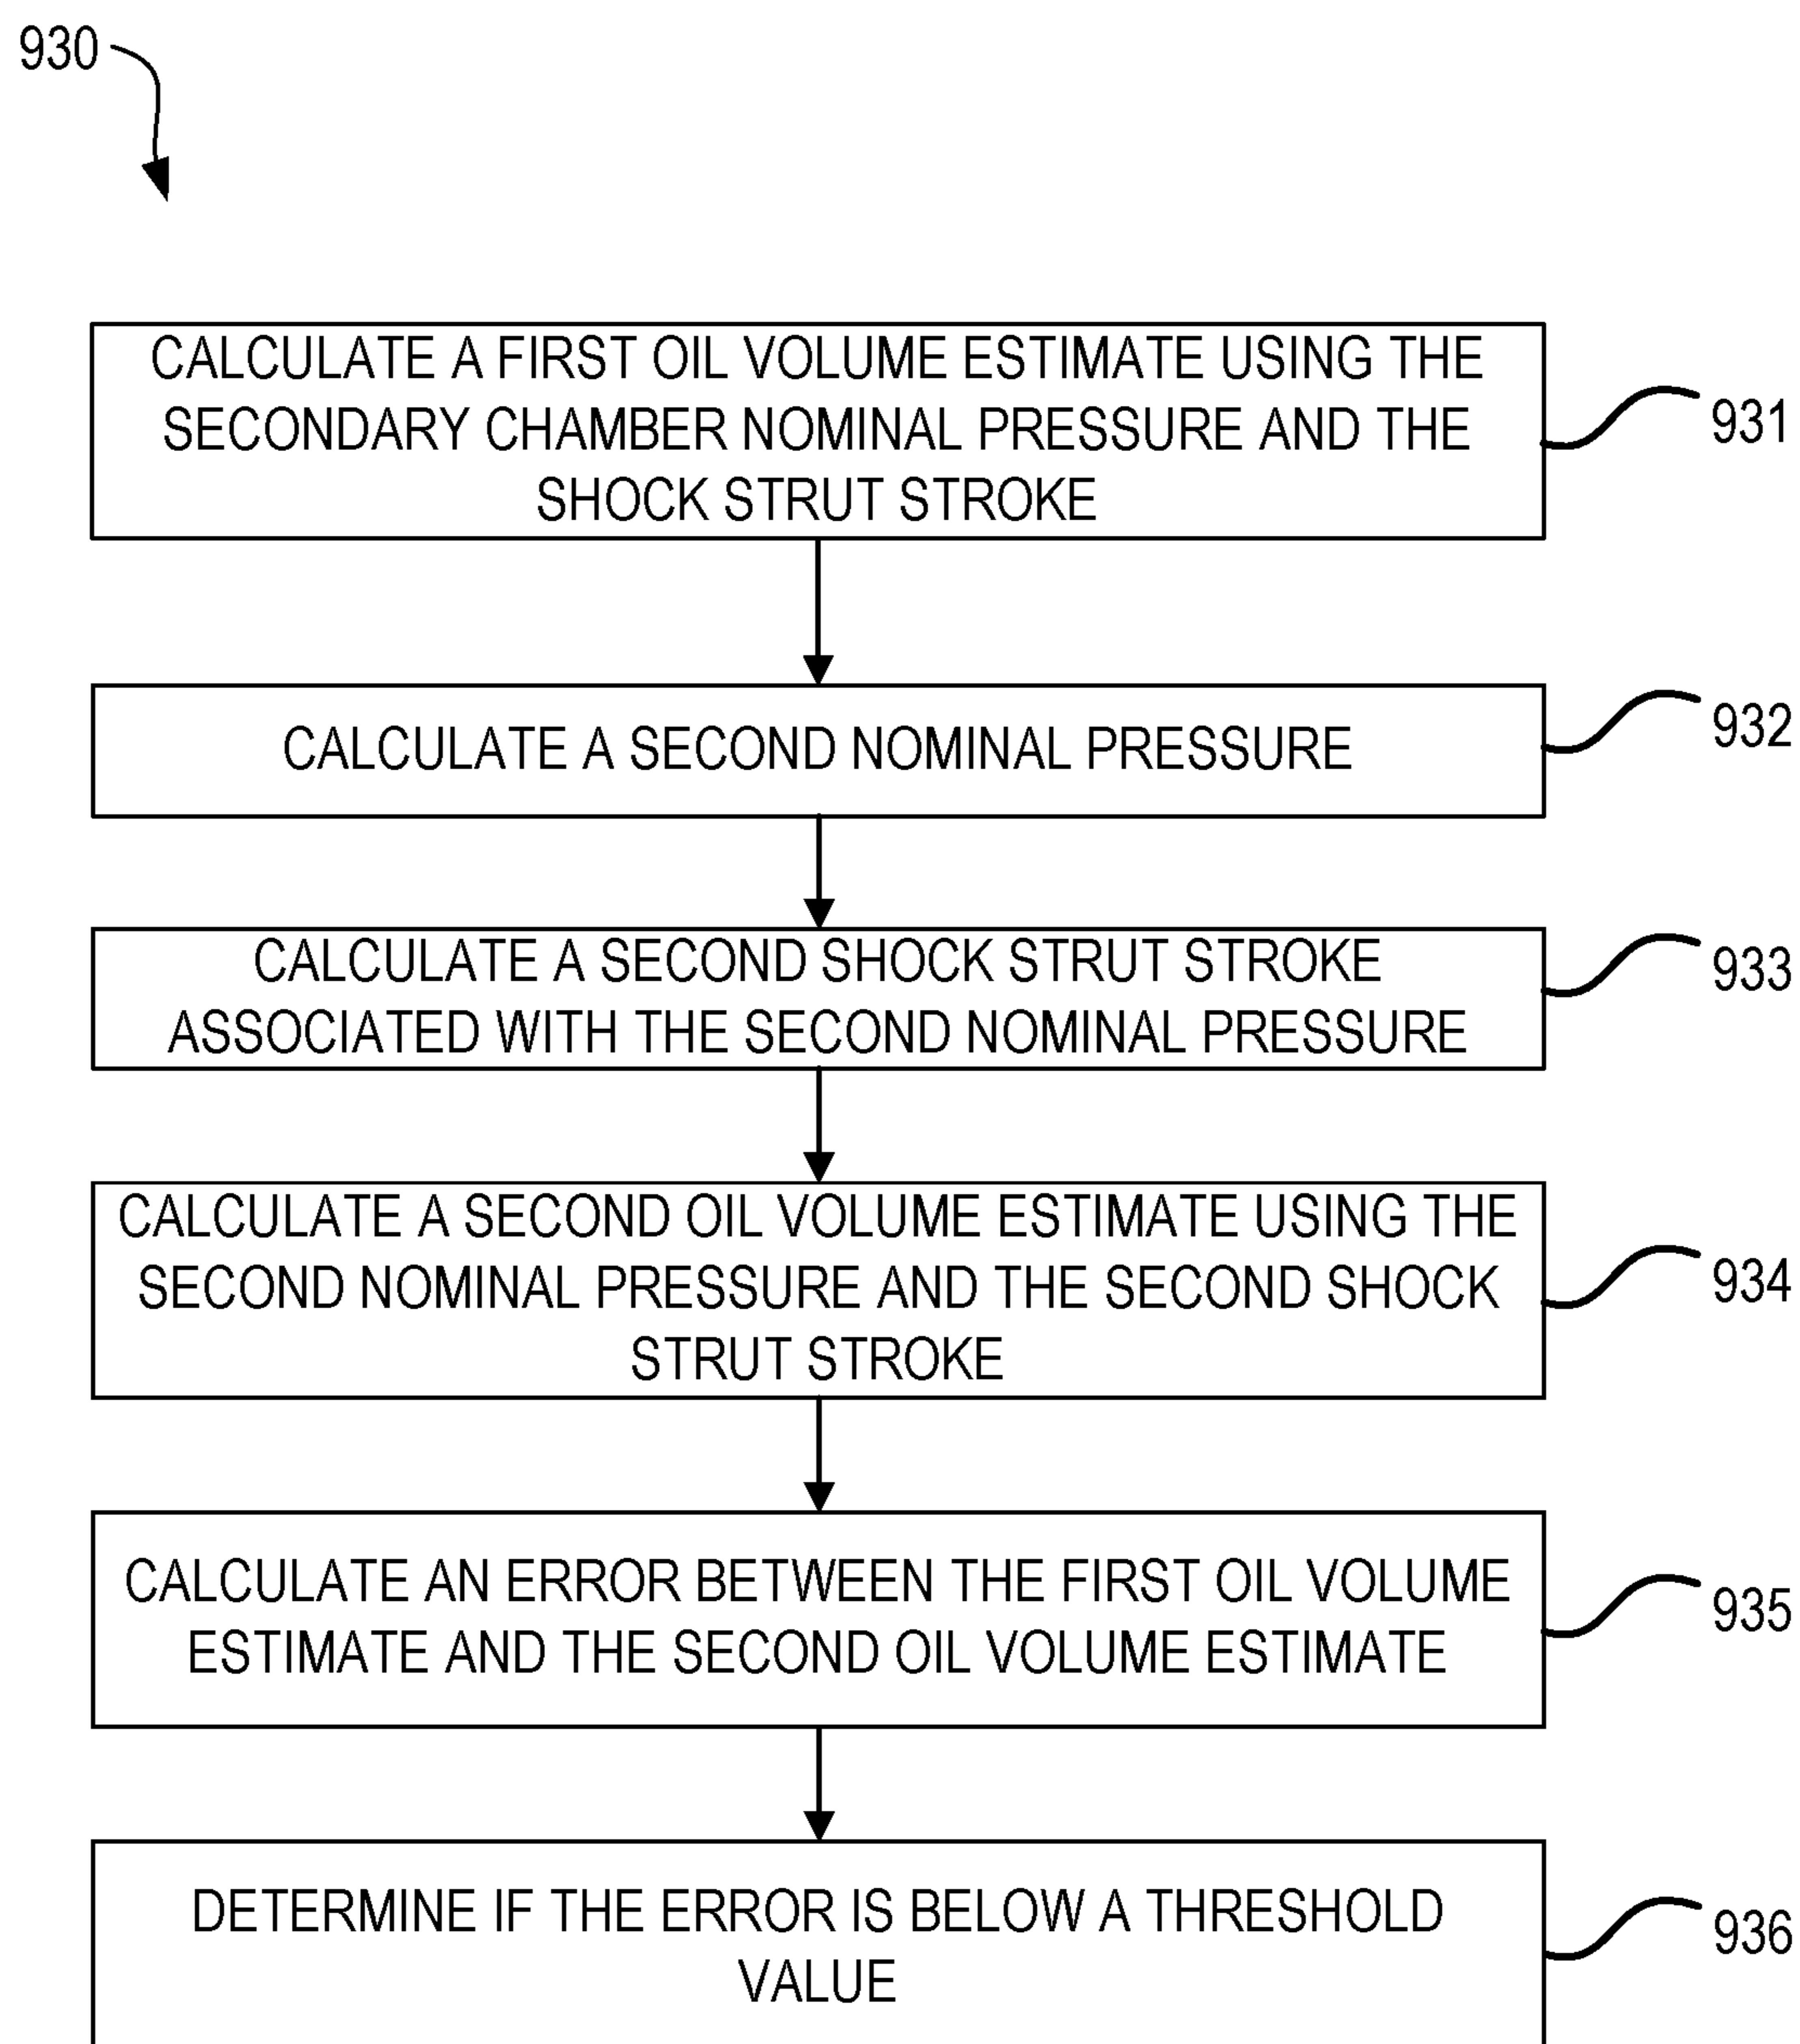 930
CALCULATE A FIRST OIL VOLUME ESTIMATE USING THE
SECONDARY CHAMBER NOMINAL PRESSURE AND THE
SHOCK STRUT STROKE
931
CALCULATE A SECOND NOMINAL PRESSURE
932
CALCULATE A SECOND SHOCK STRUT STROKE
ASSOCIATED WITH THE SECOND NOMINAL PRESSURE
933
CALCULATE A SECOND OIL VOLUME ESTIMATE USING THE
SECOND NOMINAL PRESSURE AND THE SECOND SHOCK
STRUT STROKE
934
CALCULATE AN ERROR BETWEEN THE FIRST OIL VOLUME
ESTIMATE AND THE SECOND OIL VOLUME ESTIMATE
935
DETERMINE IF THE ERROR IS BELOW A THRESHOLD
VALUE
936